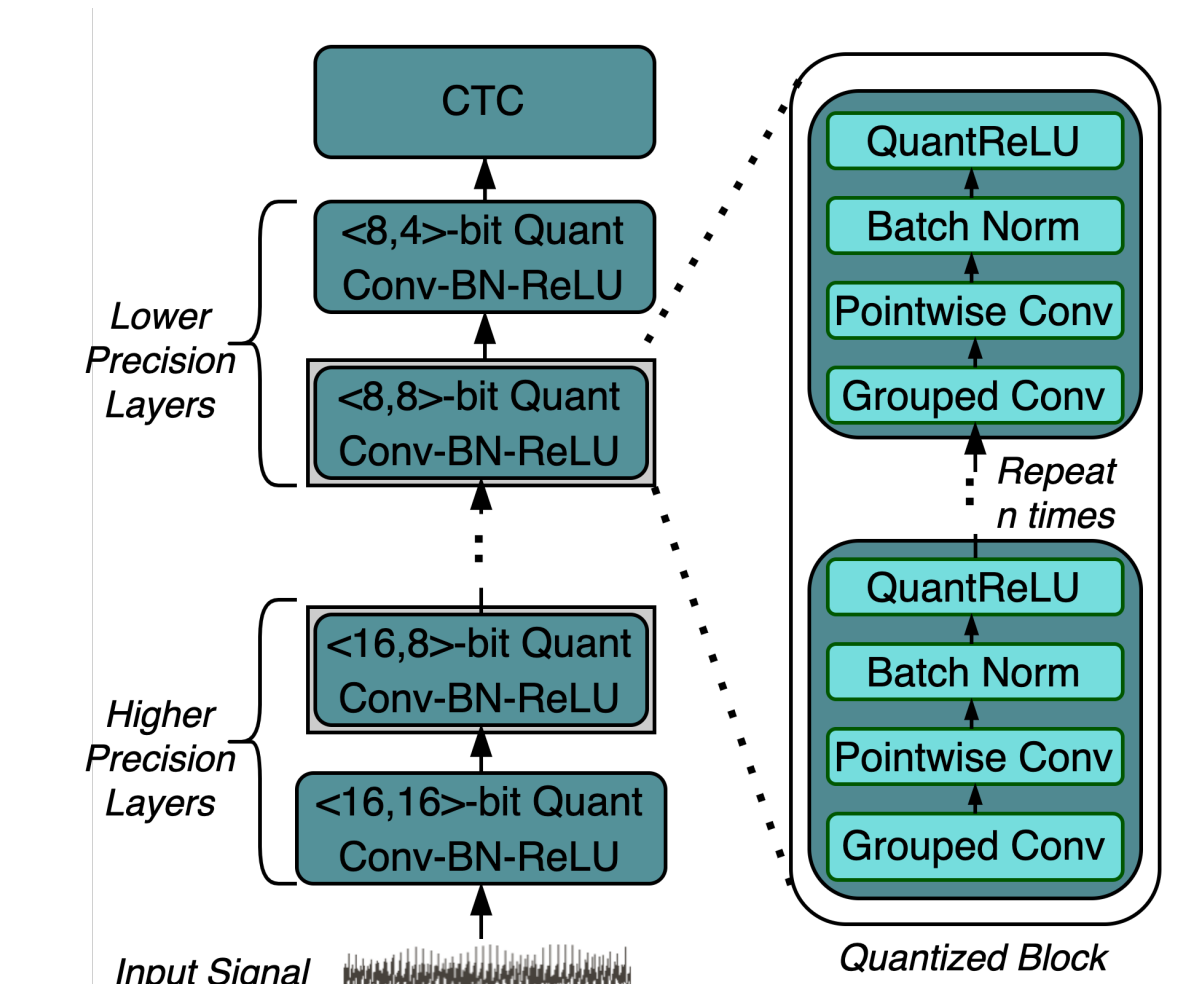 CTC
<8,4>-bit Quant
Conv-BN-ReLU
Lower
Precision
Layers
<8,8>-bit Quant
Conv-BN-ReLU
<16,8>-bit Quant
Conv-BN-ReLU
Higher
Precision
Layers
<16,16>-bit Quant
Conv-BN-ReLU
Input Signal
QuantReLU
Batch Norm
Pointwise Conv
Grouped Conv
Repeat
n times
QuantReLU
Batch Norm
Pointwise Conv
Grouped Conv
Quantized Block